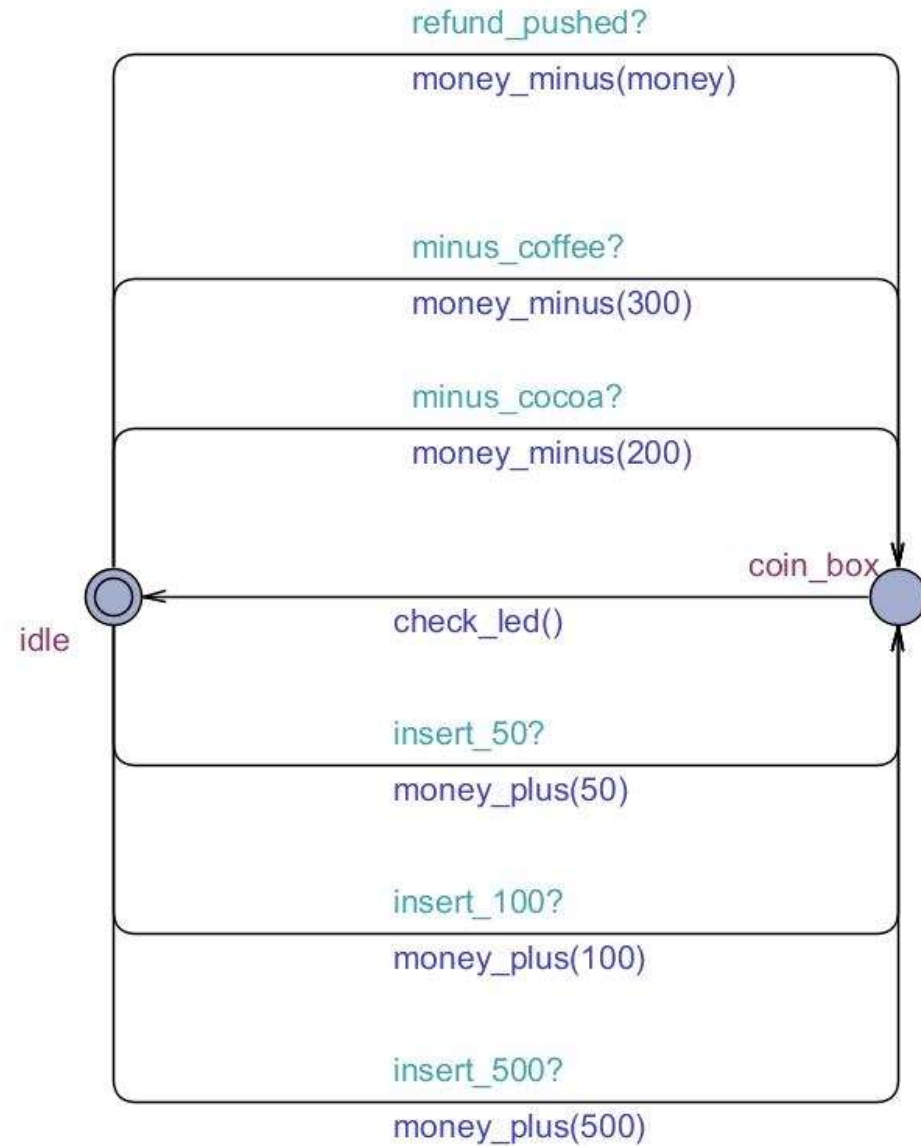 refund_pushed?
money_minus(money)
minus_coffee?
money_minus(300)
minus_cocoa?
money_minus(200)
coin_box
check_led()
idle
insert_50?
money_plus(50)
insert_100?
money_plus(100)
insert_500?
money_plus(500)